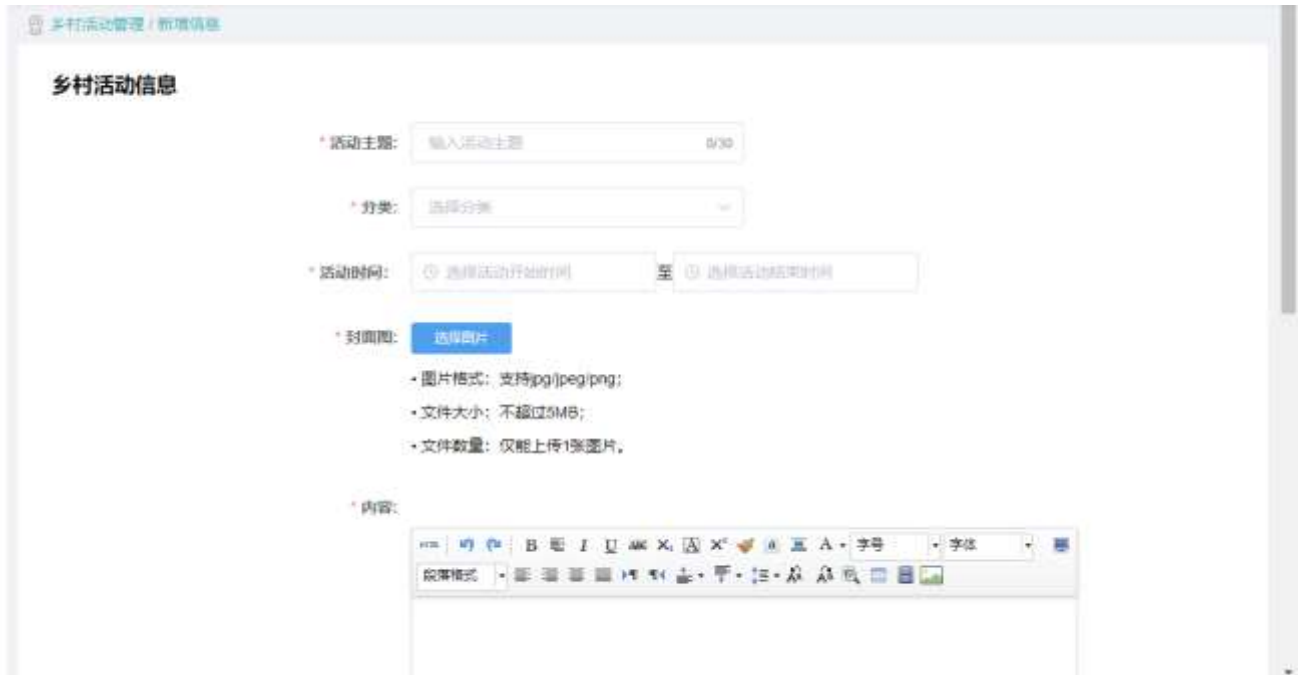 乡村活动管理 / 新增信息
乡村活动信息
* 活动主题: 输入活动主题 0/30
* 分类: 选择分类
* 活动时间: 选择活动开始时间 至 选择活动结束时间
* 封面图: 选择图片
• 图片格式：支持jpg/jpeg/png；
• 文件大小：不超过5MB；
• 文件数量：仅能上传1张图片。
* 内容:
HTML B I U ABC X, A X² a A 字号 字体
段落格式